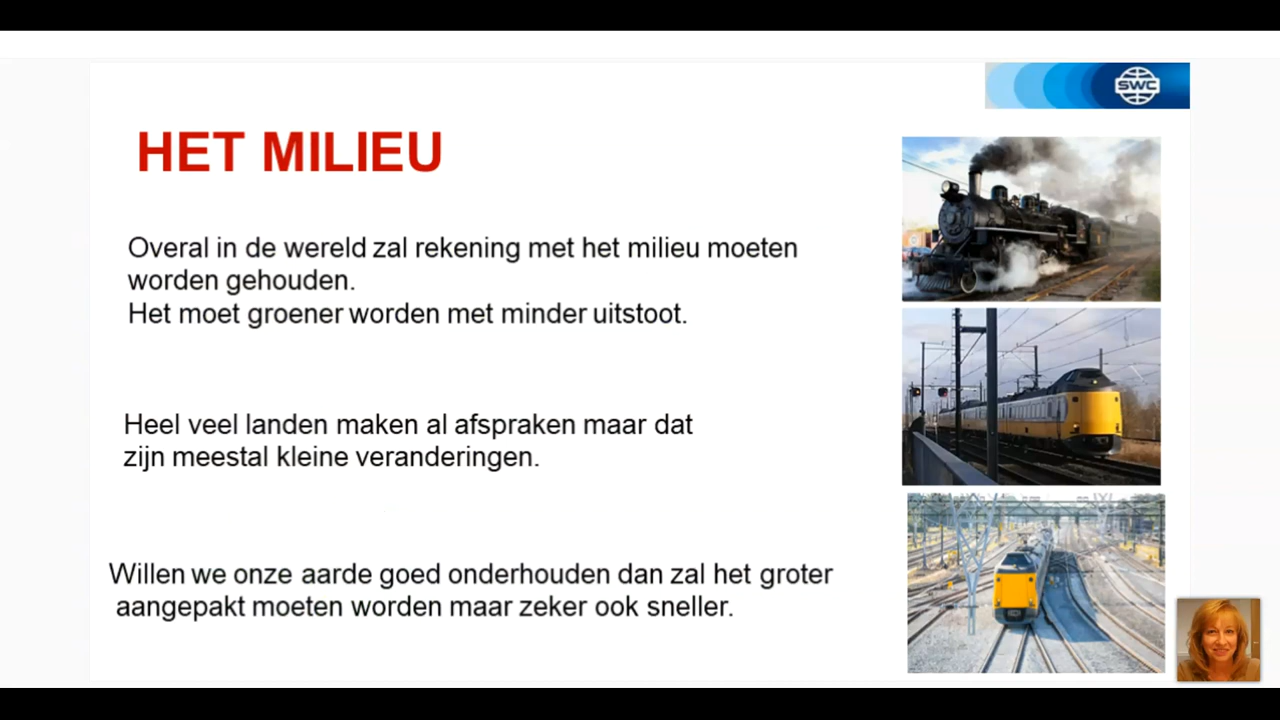 SWC
HET MILIEU
Overal in de wereld zal rekening met het milieu moeten
worden gehouden.
Het moet groener worden met minder uitstoot.
Heel veel landen maken al afspraken maar dat
zijn meestal kleine veranderingen.
Willen we onze aarde goed onderhouden dan zal het groter
aangepakt moeten worden maar zeker ook sneller.